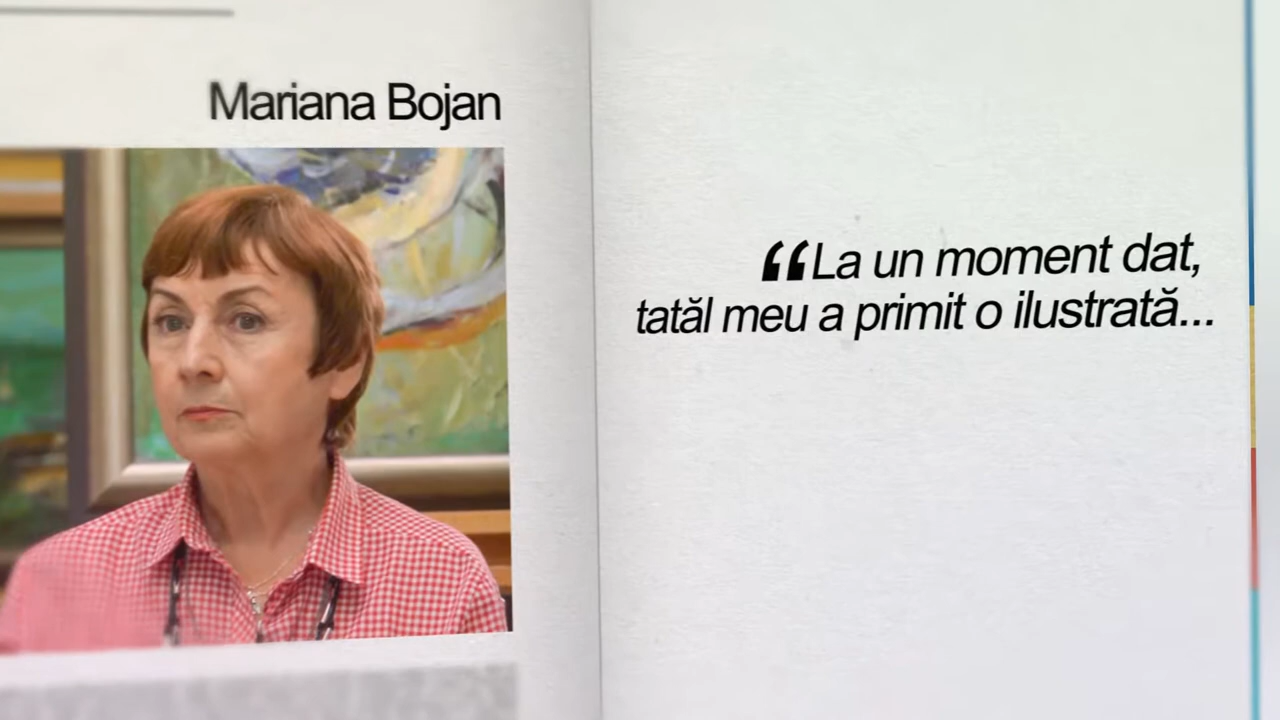 Mariana Bojan
“La un moment dat,
tatăl meu a primit o ilustrată...